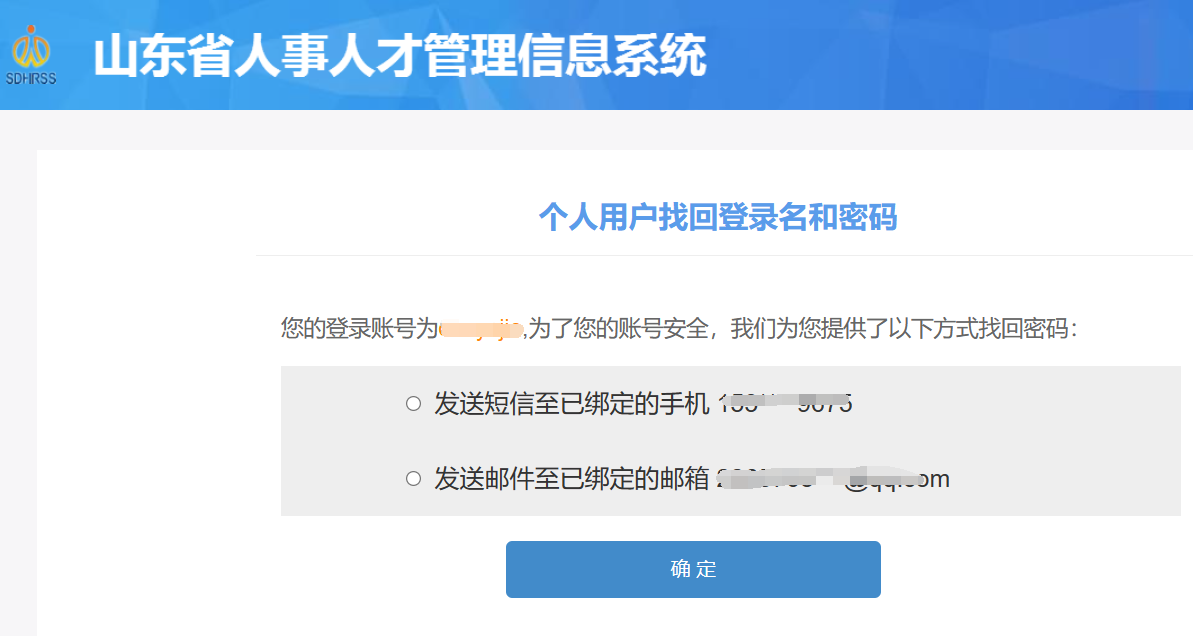 SDHRSS
山东省人事人才管理信息系统
个人用户找回登录名和密码
您的登录账号为 ,为了您的账号安全，我们为您提供了以下方式找回密码：
发送短信至已绑定的手机
发送邮件至已绑定的邮箱 @qq.com
确 定